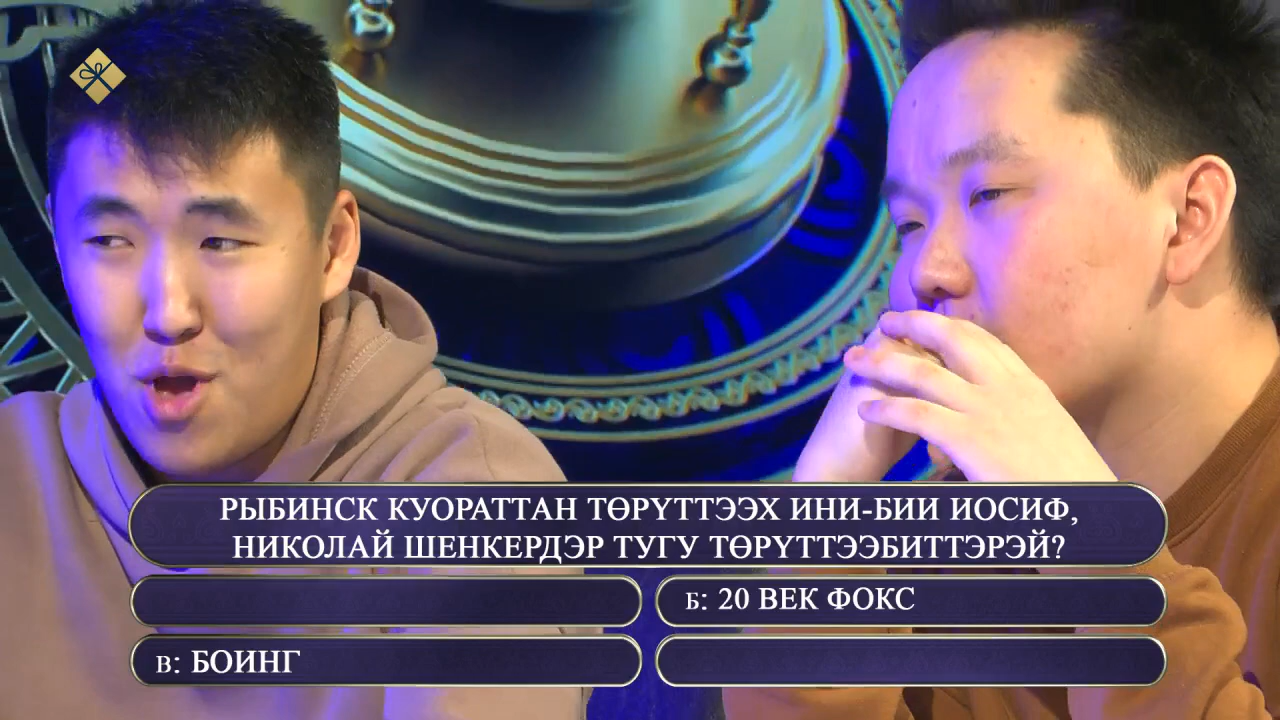 РЫБИНСК КУОРАТТАН ТӨРҮТТЭЭХ ИНИ-БИИ ИОСИФ,
НИКОЛАЙ ШЕНКЕРДЭР ТУГУ ТӨРҮТТЭЭБИТТЭРЭЙ?
Б: 20 ВЕК ФОКС
В: БОИНГ